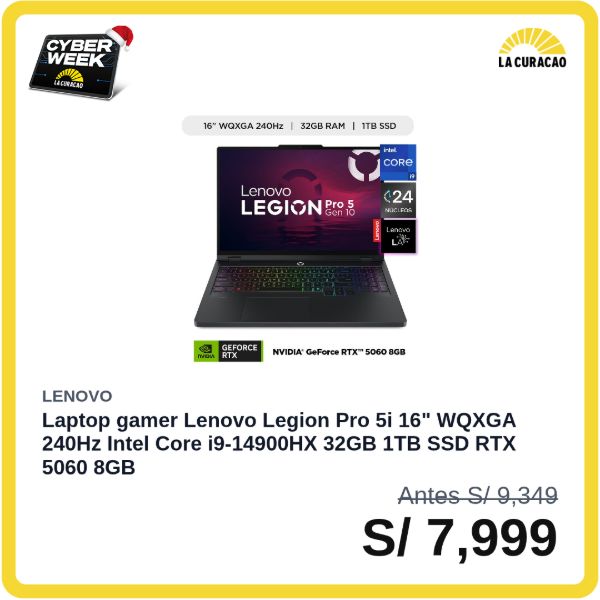 CYBER
WEEK
LA CURACAO
LA CURACAO
16" WQXGA 240Hz | 32GB RAM | 1TB SSD
intel.
CORE
i9
Lenovo
LEGION Pro 5
Gen 10
24
NÚCLEOS
Lenovo
LA
Lenovo
NVIDIA
GEFORCE
RTX
NVIDIA® GeForce RTX™ 5060 8GB
LENOVO
Laptop gamer Lenovo Legion Pro 5i 16" WQXGA
240Hz Intel Core i9-14900HX 32GB 1TB SSD RTX
5060 8GB
Antes S/ 9,349
S/ 7,999